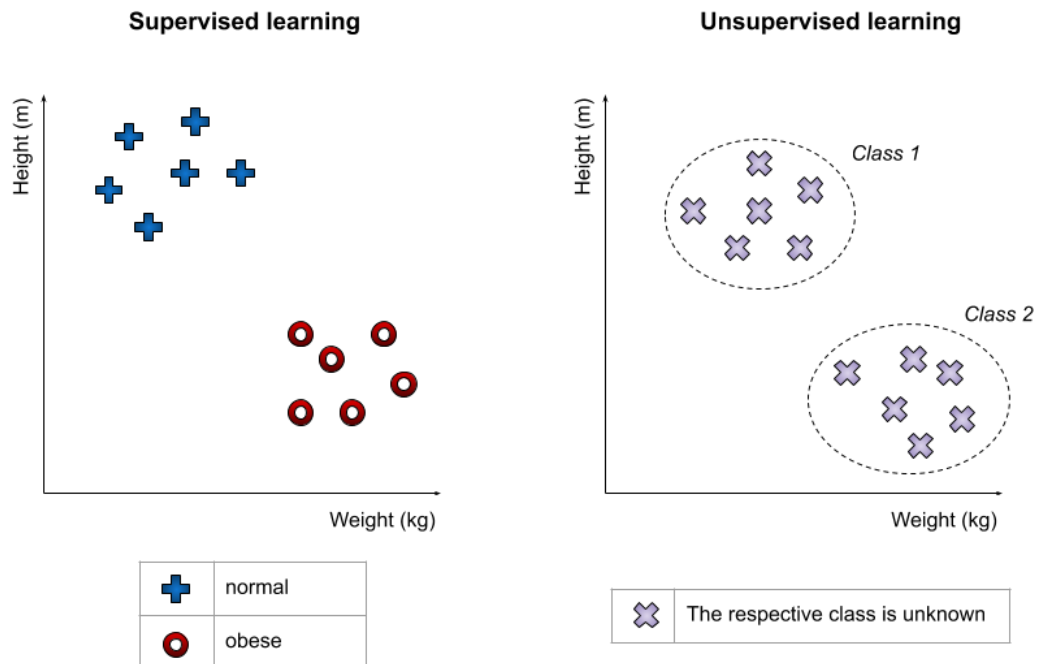 Supervised learning
Height (m)
Weight (kg)
normal
obese
Unsupervised learning
Height (m)
Class 1
Class 2
Weight (kg)
The respective class is unknown